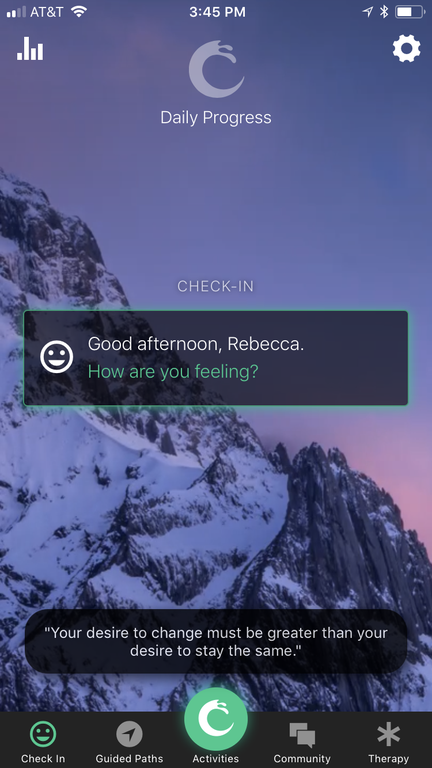 AT&T 3:45 PM
Daily Progress
CHECK-IN
Good afternoon, Rebecca.
How are you feeling?
"Your desire to change must be greater than your
desire to stay the same."
Check In Guided Paths Activities Community Therapy